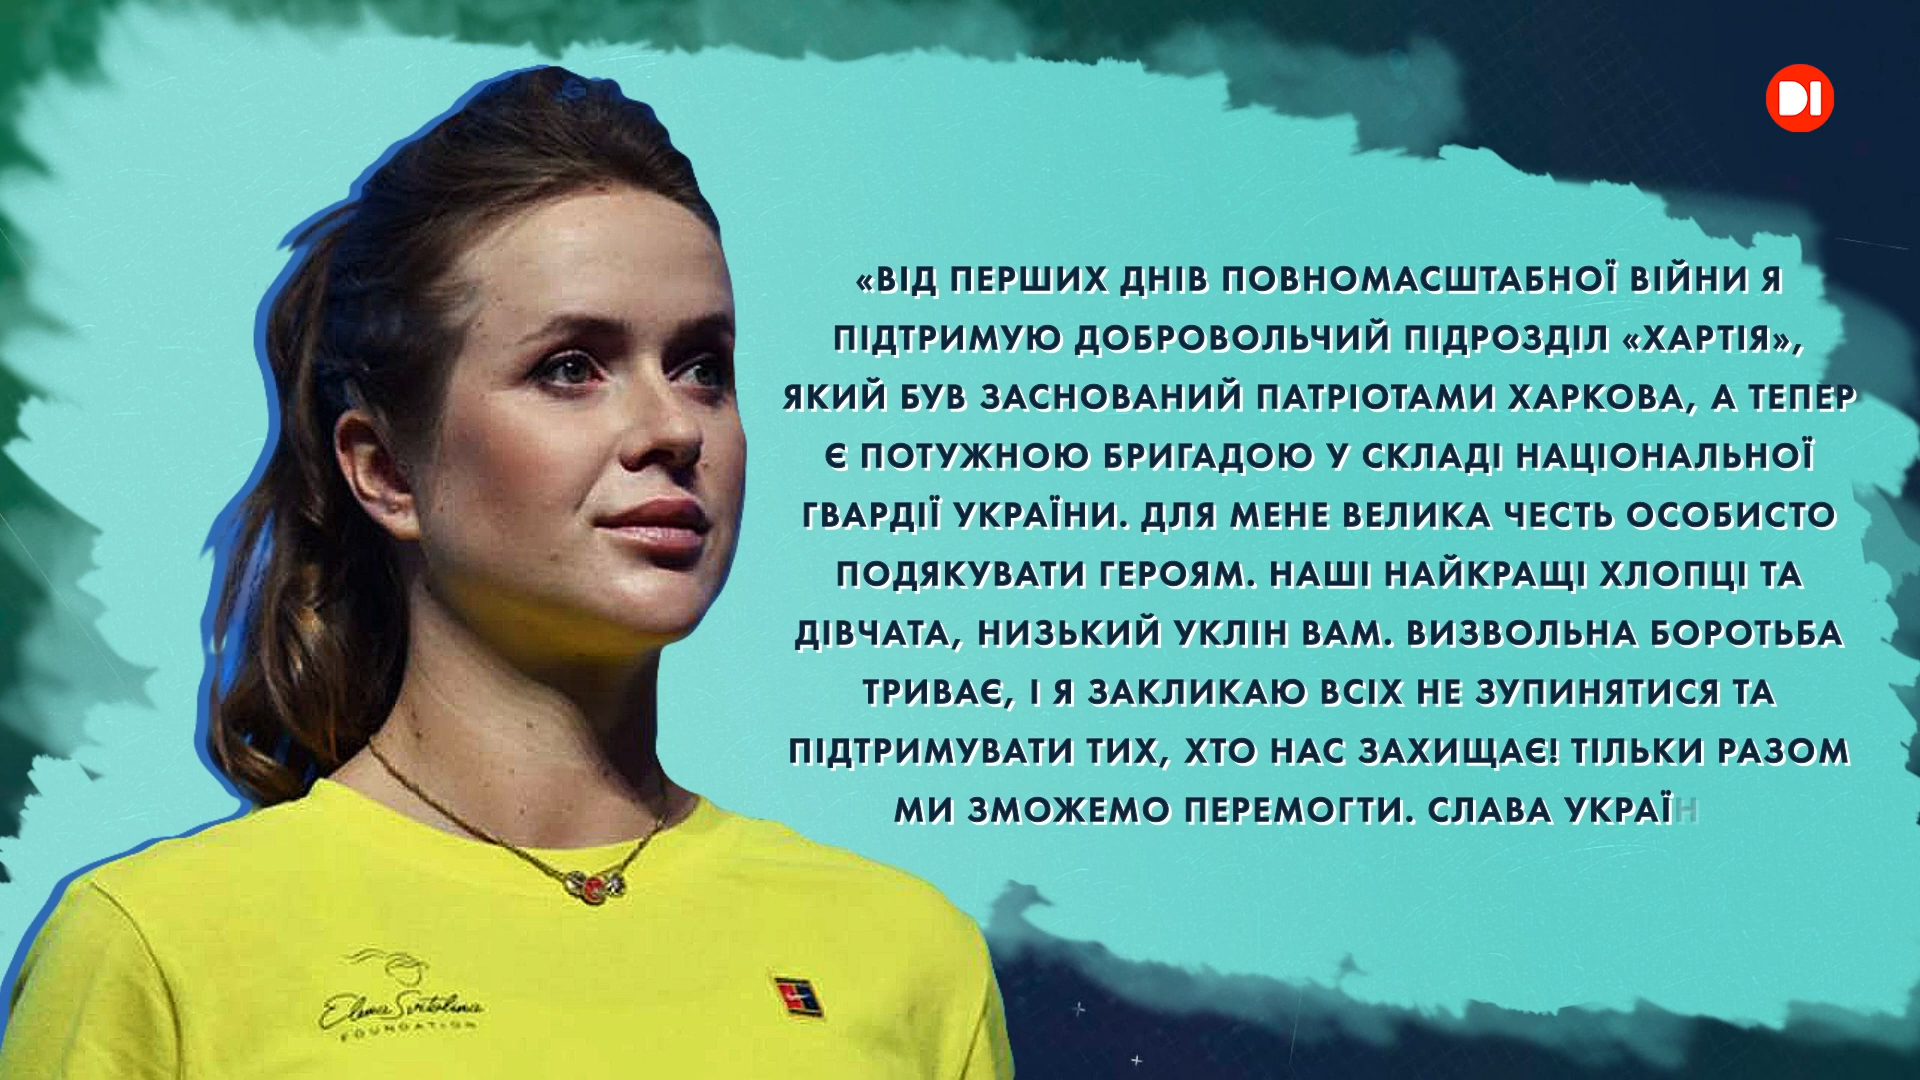 DI
«ВІД ПЕРШИХ ДНІВ ПОВНОМАСШТАБНОЇ ВІЙНИ Я
ПІДТРИМУЮ ДОБРОВОЛЬЧИЙ ПІДРОЗДІЛ «ХАРТІЯ»,
ЯКИЙ БУВ ЗАСНОВАНИЙ ПАТРІОТАМИ ХАРКОВА, А ТЕПЕР
Є ПОТУЖНОЮ БРИГАДОЮ У СКЛАДІ НАЦІОНАЛЬНОЇ
ГВАРДІЇ УКРАЇНИ. ДЛЯ МЕНЕ ВЕЛИКА ЧЕСТЬ ОСОБИСТО
ПОДЯКУВАТИ ГЕРОЯМ. НАШІ НАЙКРАЩІ ХЛОПЦІ ТА
ДІВЧАТА, НИЗЬКИЙ УКЛІН ВАМ. ВИЗВОЛЬНА БОРОТЬБА
ТРИВАЄ, І Я ЗАКЛИКАЮ ВСІХ НЕ ЗУПИНЯТИСЯ ТА
ПІДТРИМУВАТИ ТИХ, ХТО НАС ЗАХИЩАЄ! ТІЛЬКИ РАЗОМ
МИ ЗМОЖЕМО ПЕРЕМОГТИ. СЛАВА УКРАЇН
Elena Svitolina
FOUNDATION